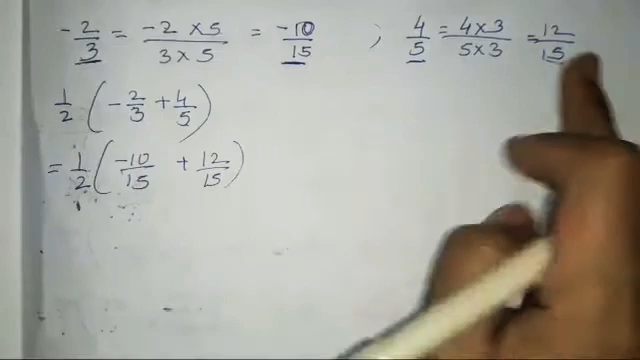 -2/3 = -2 × 5 / 3 × 5 = -10/15 ; 4/5 = 4×3 / 5×3 = 12/15
1/2 ( -2/3 + 4/5 )
= 1/2 ( -10/15 + 12/15 )